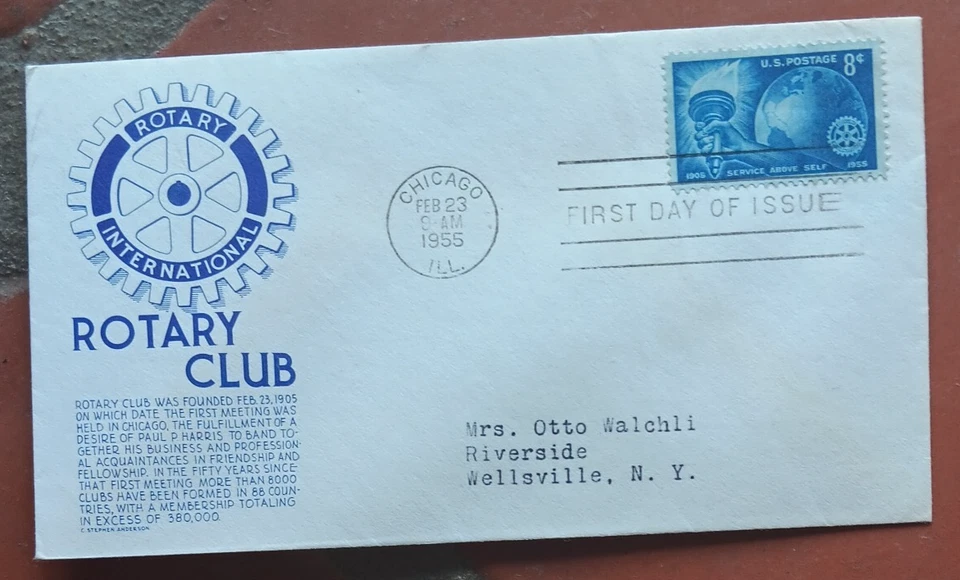 ROTARY
INTERNATIONAL
ROTARY
CLUB
ROTARY CLUB WAS FOUNDED FEB. 23, 1905
ON WHICH DATE THE FIRST MEETING WAS
HELD IN CHICAGO, THE FULFILLMENT OF A
DESIRE OF PAUL P. HARRIS TO BAND TO-
GETHER HIS BUSINESS AND PROFESSION-
AL ACQUAINTANCES IN FRIENDSHIP AND
FELLOWSHIP. IN THE FIFTY YEARS SINCE
THAT FIRST MEETING MORE THAN 8000
CLUBS HAVE BEEN FORMED IN 88 COUN-
TRIES, WITH A MEMBERSHIP TOTALING
IN EXCESS OF 380,000.
C. STEPHEN ANDERSON
CHICAGO
FEB 23
9-AM
1955
ILL.
U.S. POSTAGE 8¢
1905 SERVICE ABOVE SELF 1955
FIRST DAY OF ISSUE
Mrs. Otto Walchli
Riverside
Wellsville, N. Y.